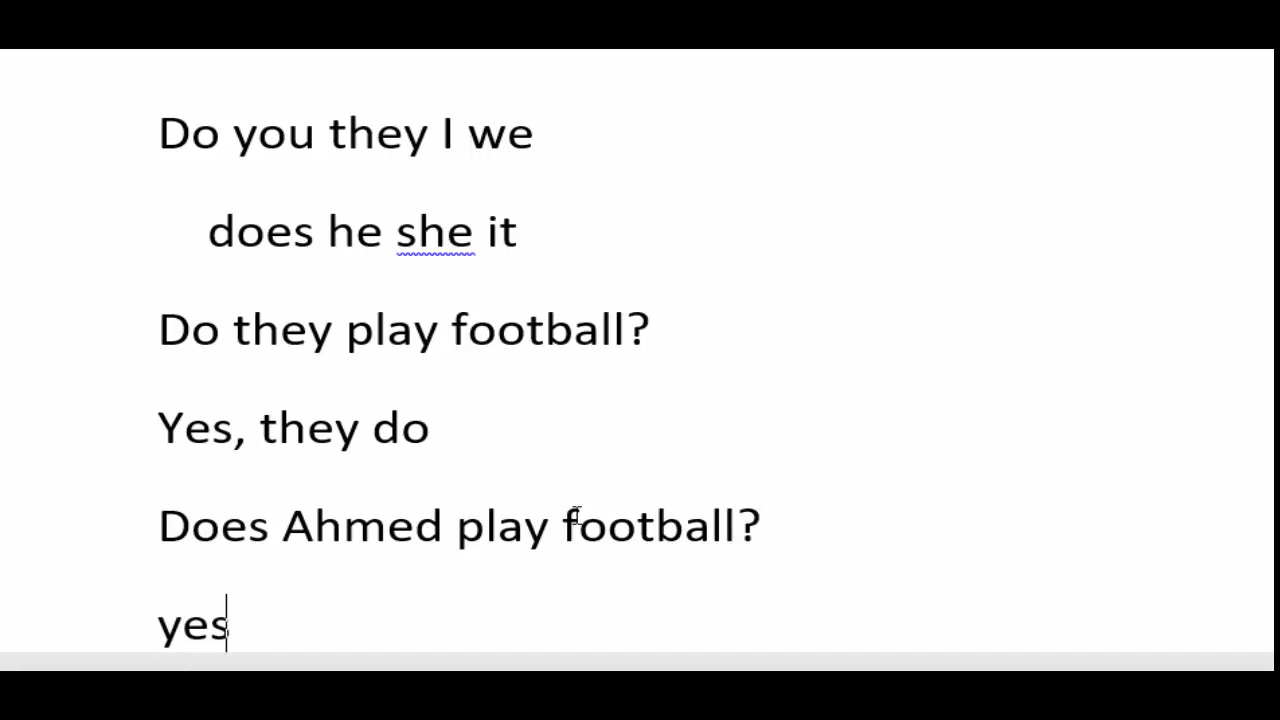 Do you they I we
does he she it
Do they play football?
Yes, they do
Does Ahmed play football?
yes